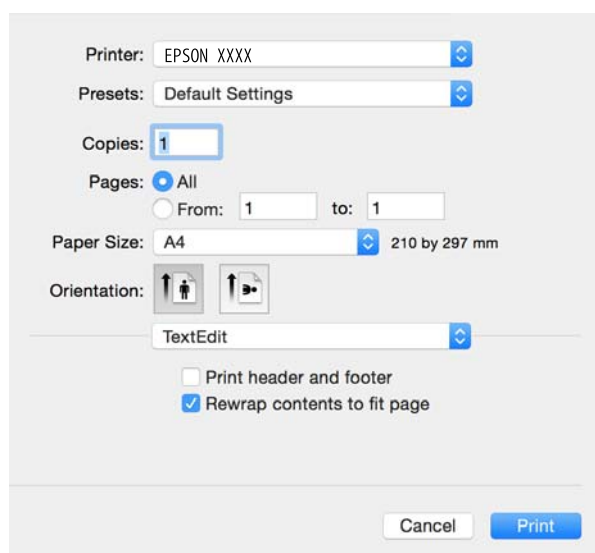 Printer: EPSON XXXX
Presets: Default Settings
Copies: 1
Pages: All
From: 1 to: 1
Paper Size: A4 210 by 297 mm
Orientation:
TextEdit
Print header and footer
Rewrap contents to fit page
Cancel Print